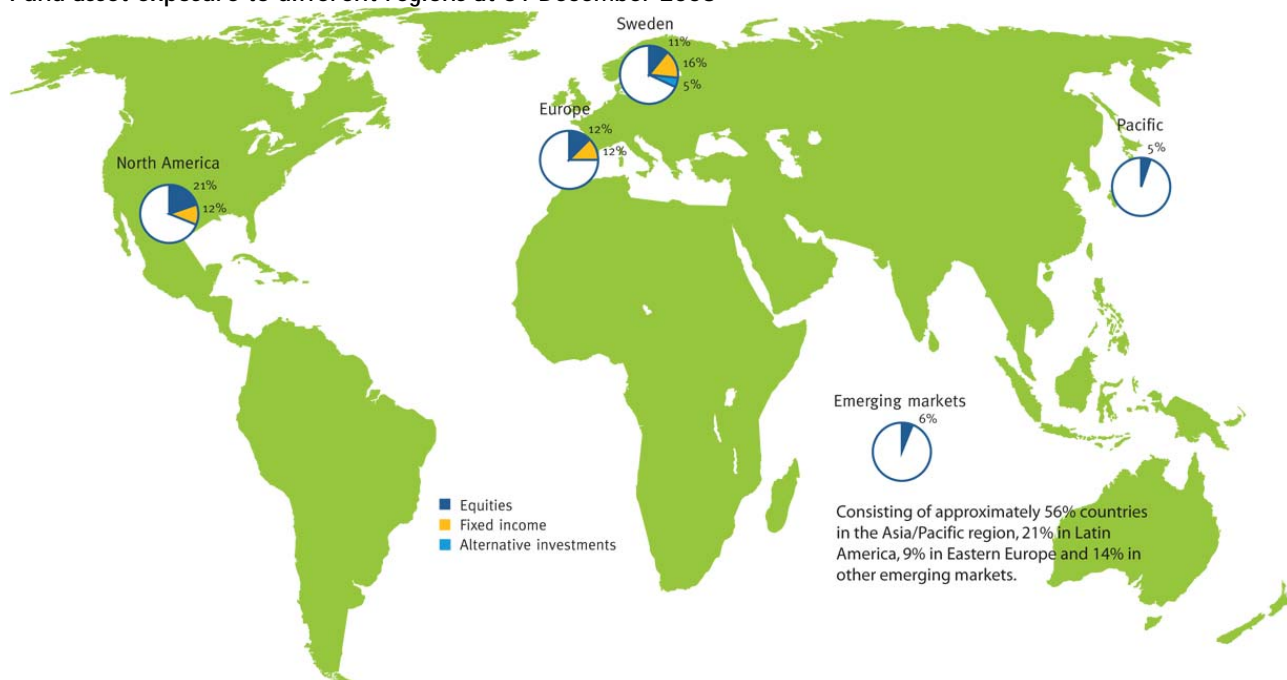 Sweden
11%
16%
5%
Europe
12%
12%
Pacific
5%
North America
21%
12%
Emerging markets
6%
Equities
Fixed income
Alternative investments
Consisting of approximately 56% countries
in the Asia/Pacific region, 21% in Latin
America, 9% in Eastern Europe and 14% in
other emerging markets.